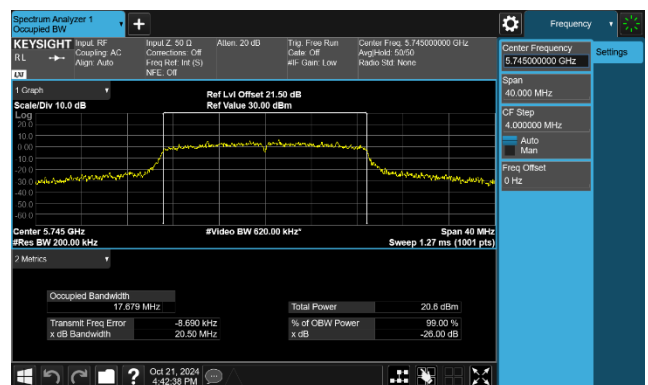 Spectrum Analyzer 1
Occupied BW
Frequency
KEYSIGHT
RL
LXI
Input: RF
Coupling: AC
Align: Auto
Input Z: 50 Ω
Corrections: Off
Freq Ref: Int (S)
NFE: Off
Atten: 20 dB
Trig: Free Run
Gate: Off
#IF Gain: Low
Center Freq: 5.745000000 GHz
Avg|Hold: 50/50
Radio Std: None
Center Frequency
5.745000000 GHz
Settings
Span
40.000 MHz
CF Step
4.000000 MHz
Auto
Man
Freq Offset
0 Hz
1 Graph
Scale/Div 10.0 dB
Ref Lvl Offset 21.50 dB
Ref Value 30.00 dBm
Log
20.0
10.0
0.00
-10.0
-20.0
-30.0
-40.0
-50.0
-60.0
Center 5.745 GHz
#Res BW 200.00 kHz
#Video BW 620.00 kHz*
Span 40 MHz
Sweep 1.27 ms (1001 pts)
2 Metrics
Occupied Bandwidth
17.679 MHz
Total Power 20.6 dBm
Transmit Freq Error -8.690 kHz
% of OBW Power 99.00 %
x dB Bandwidth 20.50 MHz
x dB -26.00 dB
?
Oct 21, 2024
4:42:38 PM